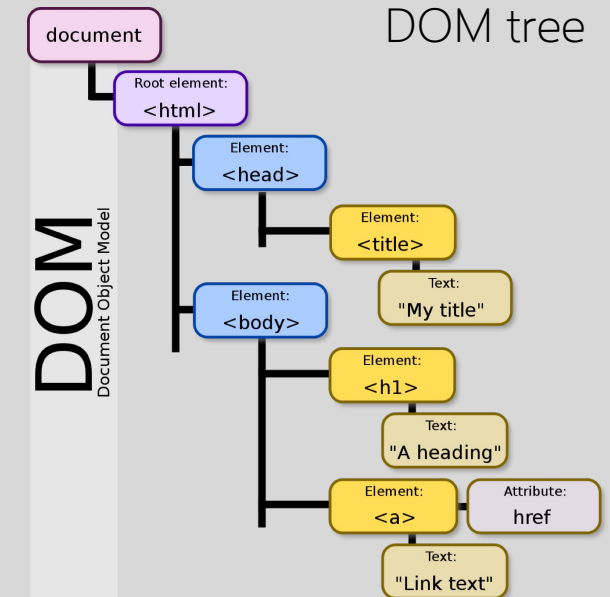 DOM tree
document
Root element:
<html>
Element:
<head>
Element:
<title>
Text:
"My title"
Element:
<body>
Element:
<h1>
Text:
"A heading"
Element:
<a>
Attribute:
href
Text:
"Link text"
DOM
Document Object Model